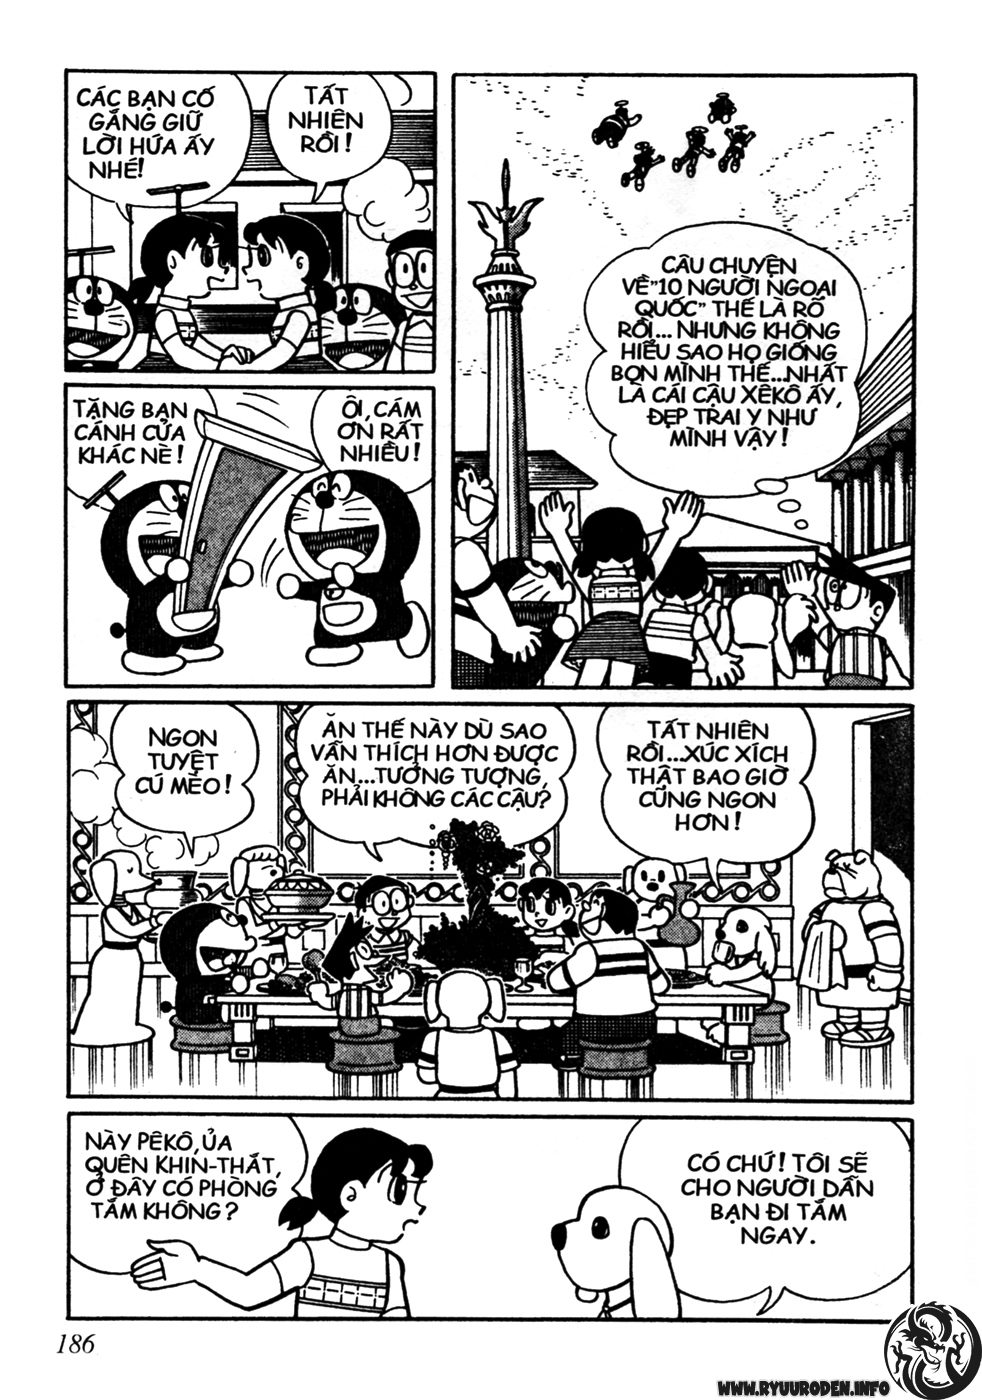 CÁC BẠN CỐ
GẮNG GIỮ
LỜI HỨA ẤY
NHÉ!
TẤT
NHIÊN
RỒI!
TẶNG BẠN
CÁNH CỬA
KHÁC NÈ!
ÔI, CÁM
ƠN RẤT
NHIỀU!
CÂU CHUYỆN
VỀ"10 NGƯỜI NGOẠI
QUỐC" THẾ LÀ RÕ
RỒI... NHƯNG KHÔNG
HIỂU SAO HỌ GIỐNG
BỌN MÌNH THẾ...NHẤT
LÀ CÁI CẬU XÊKÔ ẤY,
ĐẸP TRAI Y NHƯ
MÌNH VẬY!
NGON
TUYỆT
CÚ MÈO!
ĂN THẾ NÀY DÙ SAO
VẪN THÍCH HƠN ĐƯỢC
ĂN...TƯỞNG TƯỢNG,
PHẢI KHÔNG CÁC CẬU?
TẤT NHIÊN
RỒI...XÚC XÍCH
THẬT BAO GIỜ
CŨNG NGON
HƠN!
NÀY PÊKÔ, ỦA
QUÊN KHIN-THẮT,
Ở ĐÂY CÓ PHÒNG
TẮM KHÔNG?
CÓ CHỨ! TÔI SẼ
CHO NGƯỜI DẪN
BẠN ĐI TẮM
NGAY.
186
WWW.RYUURODEN.INFO